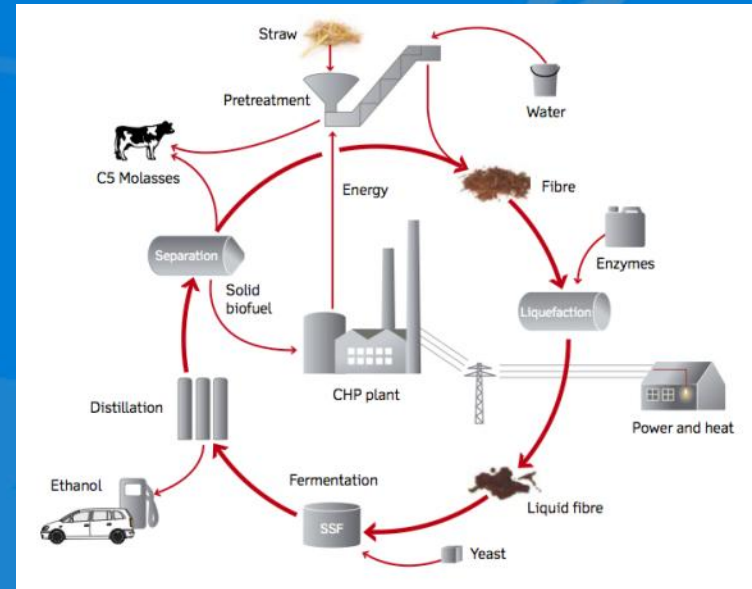 Straw
Pretreatment
Water
C5 Molasses
Energy
Fibre
Enzymes
Separation
Solid
biofuel
Liquefaction
CHP plant
Distillation
Power and heat
Ethanol
Fermentation
SSF
Liquid fibre
Yeast